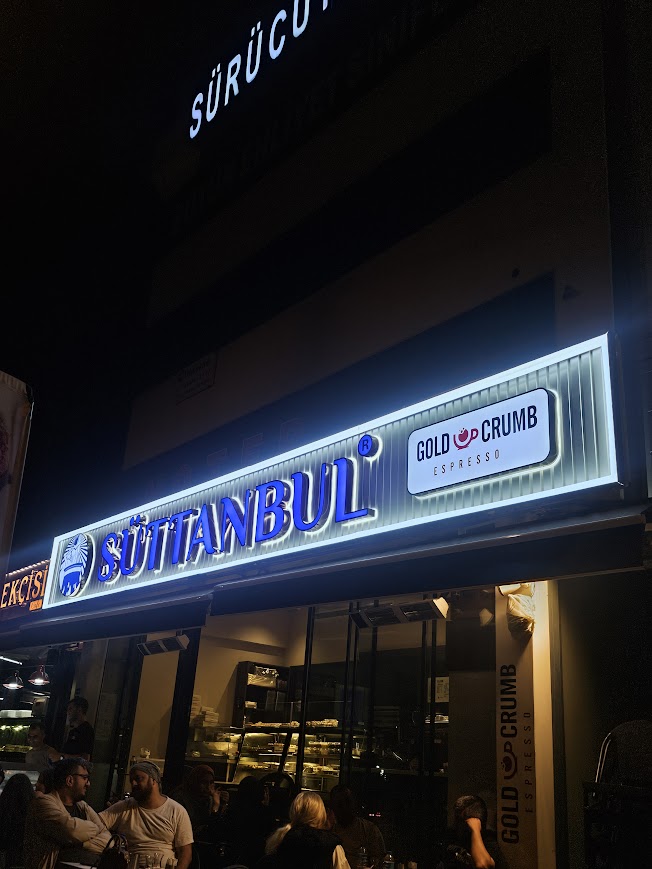 SÜRÜCÜ
SÜTTANBUL®
GOLD CRUMB
ESPRESSO
EKÇİSİ
GOLD CRUMB
ESPRESSO